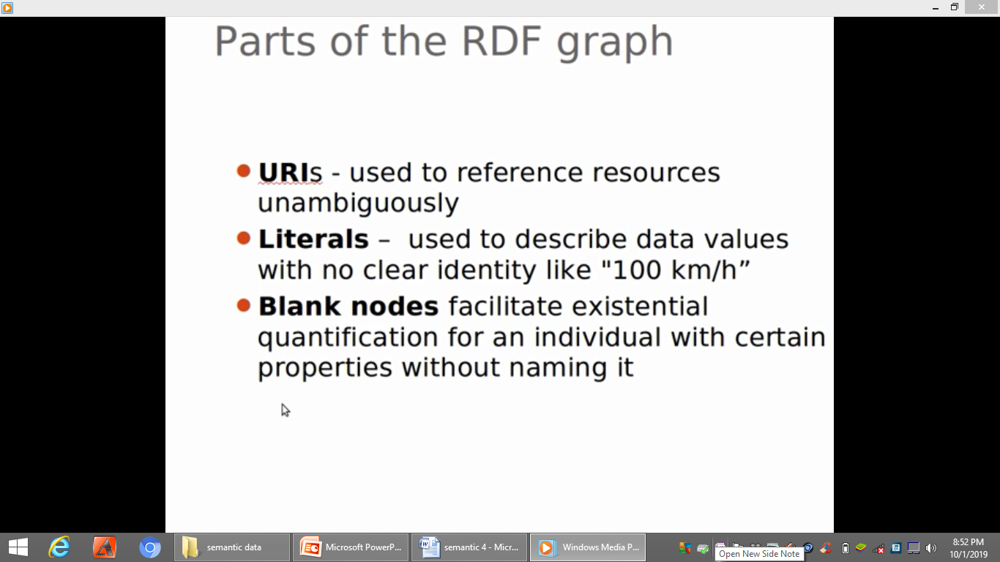 Parts of the RDF graph
● URIs - used to reference resources
unambiguously
● Literals –  used to describe data values
with no clear identity like "100 km/h”
● Blank nodes facilitate existential
quantification for an individual with certain
properties without naming it
semantic data
Microsoft PowerP...
semantic 4 - Micr...
Windows Media P...
Open New Side Note
8:52 PM
10/1/2019